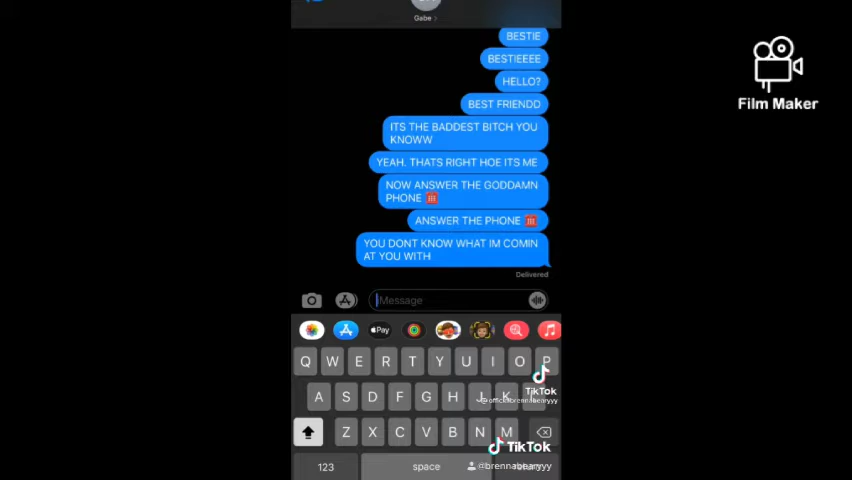 Gabe >
BESTIE
BESTIEEEE
HELLO?
BEST FRIENDD
ITS THE BADDEST BITCH YOU
KNOWW
YEAH. THATS RIGHT HOE ITS ME
NOW ANSWER THE GODDAMN
PHONE ☎️
ANSWER THE PHONE ☎️
YOU DONT KNOW WHAT IM COMIN
AT YOU WITH
Delivered
Message
Pay
Q W E R T Y U I O P
A S D F G H J K
Z X C V B N M
123 space
TikTok
@officialbrennabenryyy
TikTok
Film Maker